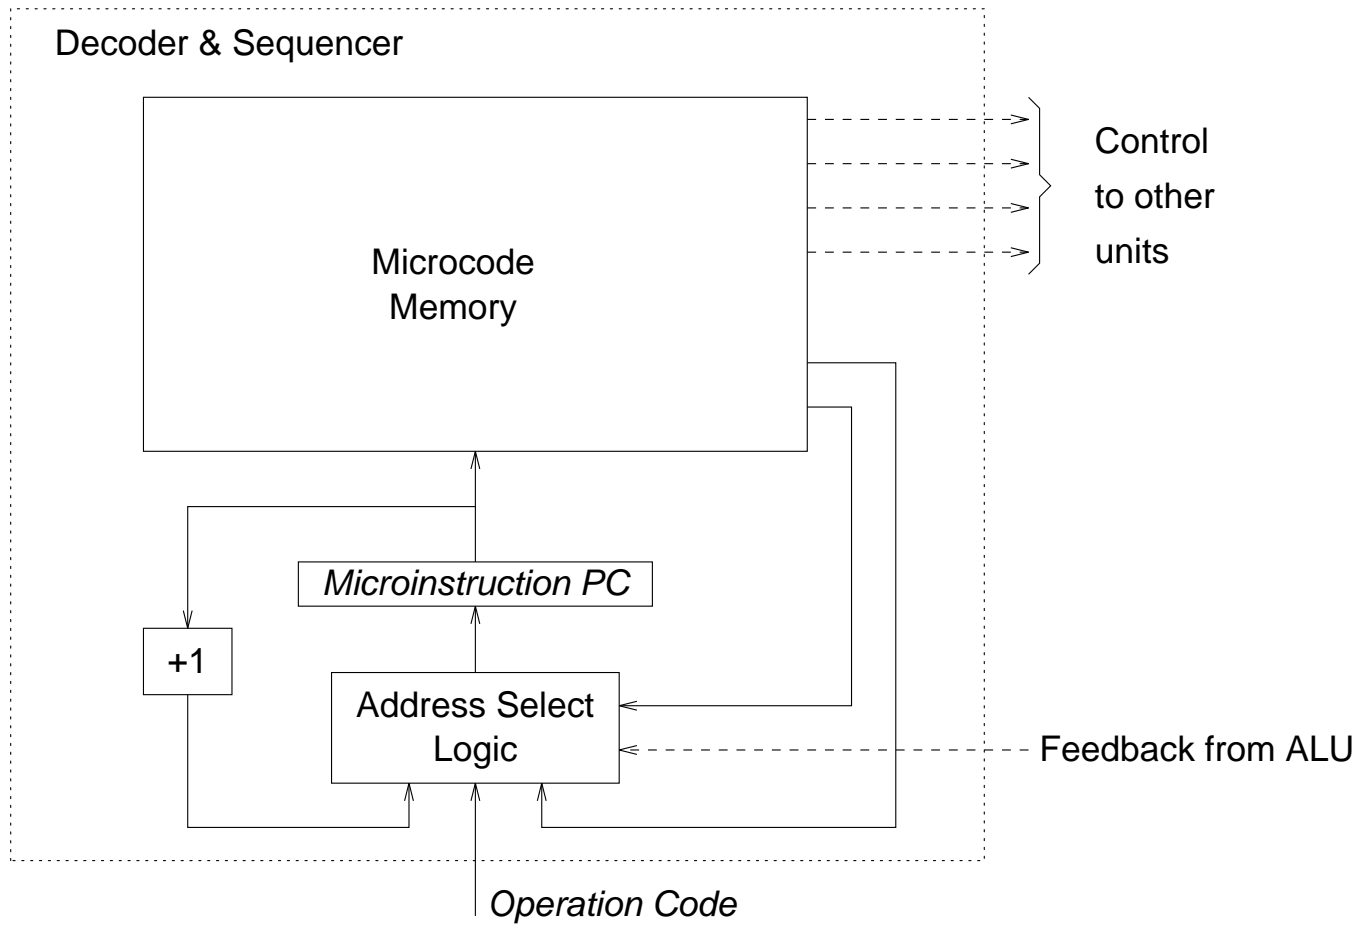 Decoder & Sequencer
Control
to other
units
Microcode
Memory
Microinstruction PC
+1
Address Select
Logic
Feedback from ALU
Operation Code